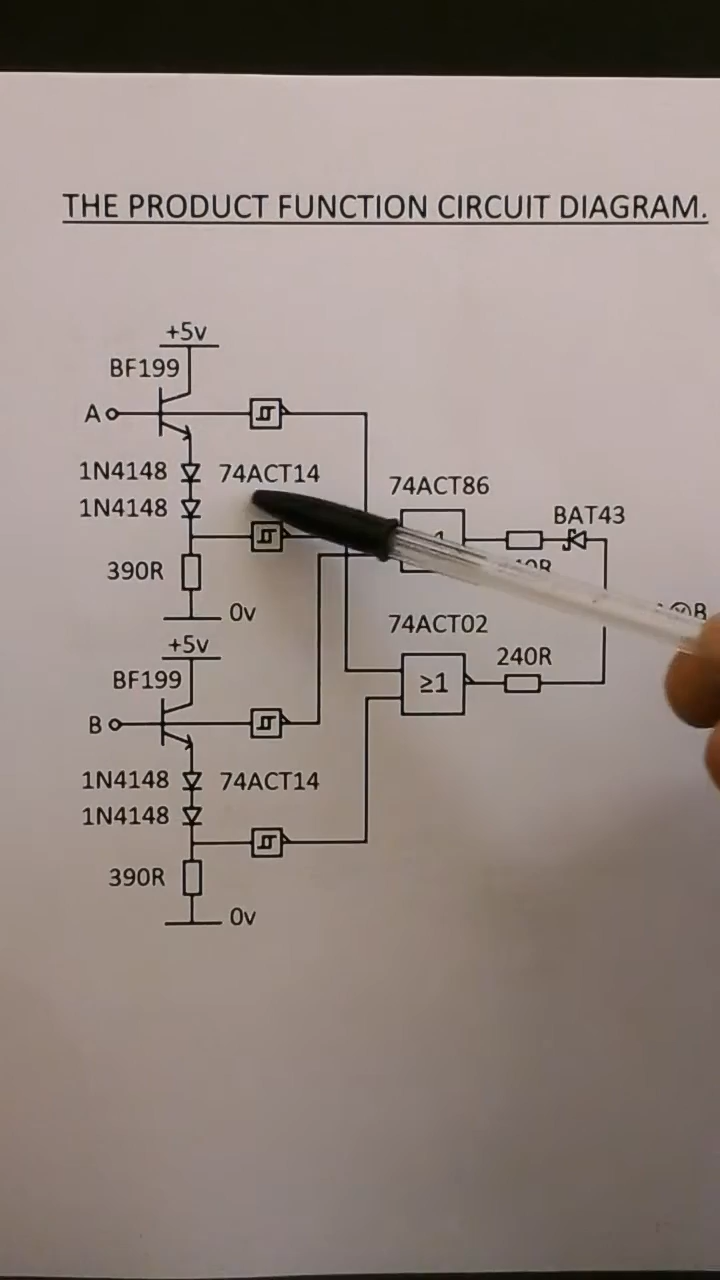 THE PRODUCT FUNCTION CIRCUIT DIAGRAM.
+5v
BF199
A
1N4148
74ACT14
74ACT86
1N4148
BAT43
390R
0v
74ACT02
+5v
240R
BF199
≥1
B
1N4148
74ACT14
1N4148
390R
0v